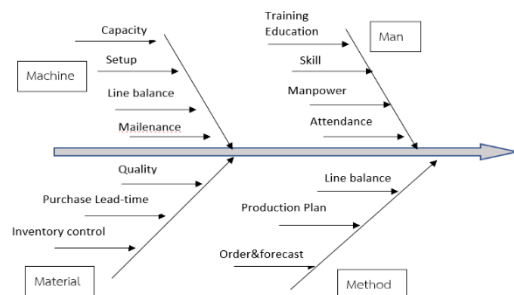 Capacity
Setup
Line balance
Mailenance
Machine
Training
Education
Skill
Manpower
Attendance
Man
Quality
Purchase Lead-time
Inventory control
Material
Line balance
Production Plan
Order&forecast
Method